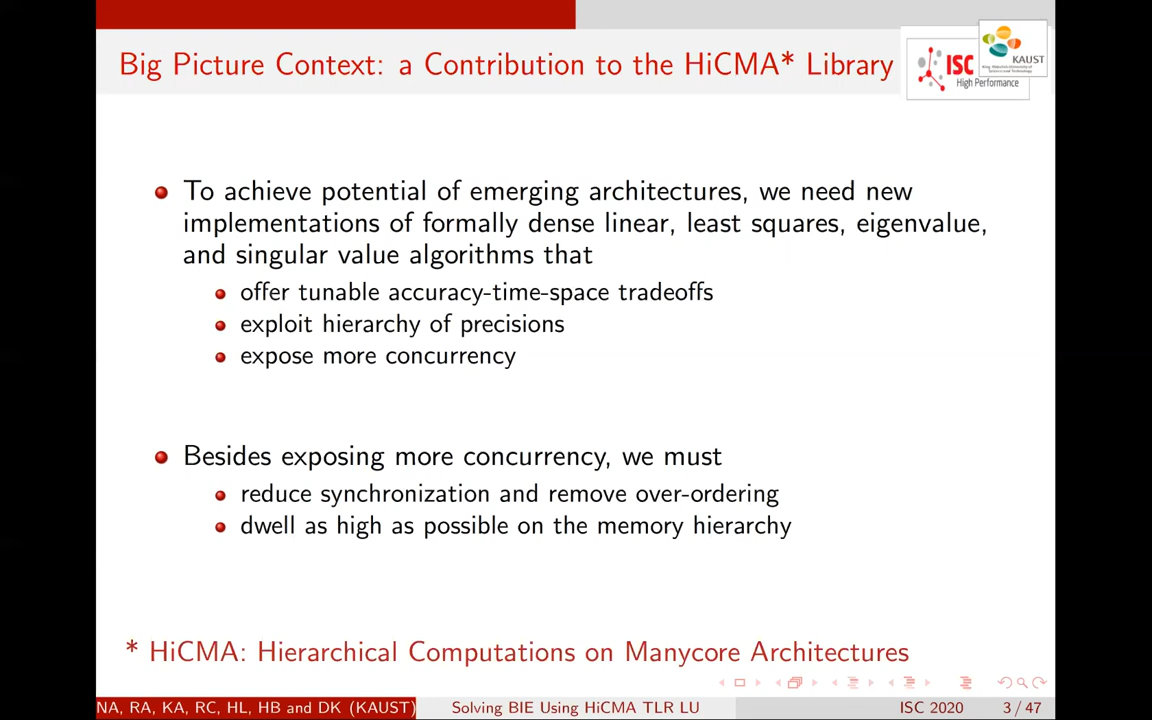 Big Picture Context: a Contribution to the HiCMA* Library
ISC
High Performance
KAUST
To achieve potential of emerging architectures, we need new
implementations of formally dense linear, least squares, eigenvalue,
and singular value algorithms that
offer tunable accuracy-time-space tradeoffs
exploit hierarchy of precisions
expose more concurrency
Besides exposing more concurrency, we must
reduce synchronization and remove over-ordering
dwell as high as possible on the memory hierarchy
* HiCMA: Hierarchical Computations on Manycore Architectures
NA, RA, KA, RC, HL, HB and DK (KAUST)
Solving BIE Using HiCMA TLR LU
ISC 2020
3 / 47